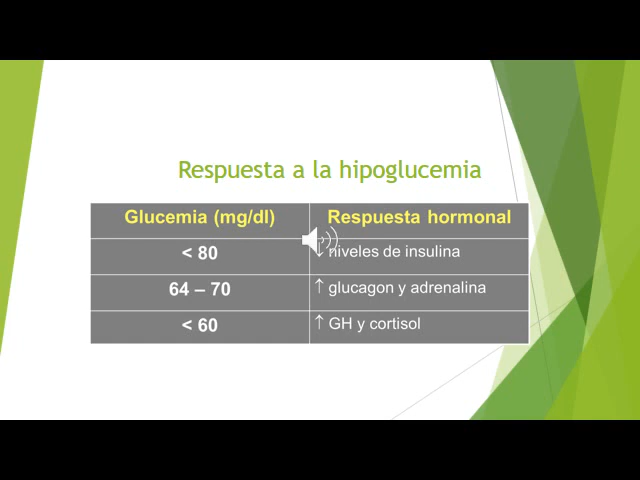 Respuesta a la hipoglucemia
Glucemia (mg/dl) Respuesta hormonal
< 80 ↓ niveles de insulina
64 – 70 ↑ glucagon y adrenalina
< 60 ↑ GH y cortisol